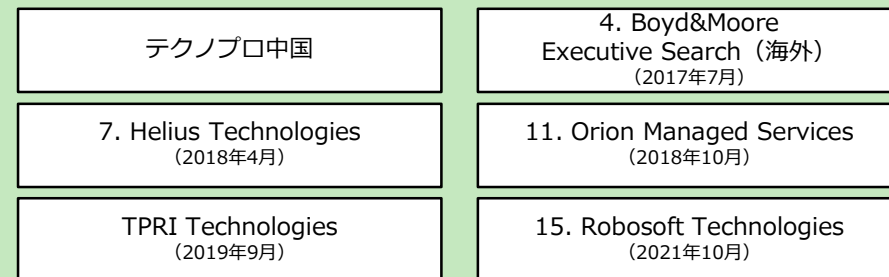 テクノプロ中国
4. Boyd&Moore
Executive Search（海外）
（2017年7月）
7. Helius Technologies
（2018年4月）
11. Orion Managed Services
（2018年10月）
TPRI Technologies
（2019年9月）
15. Robosoft Technologies
（2021年10月）